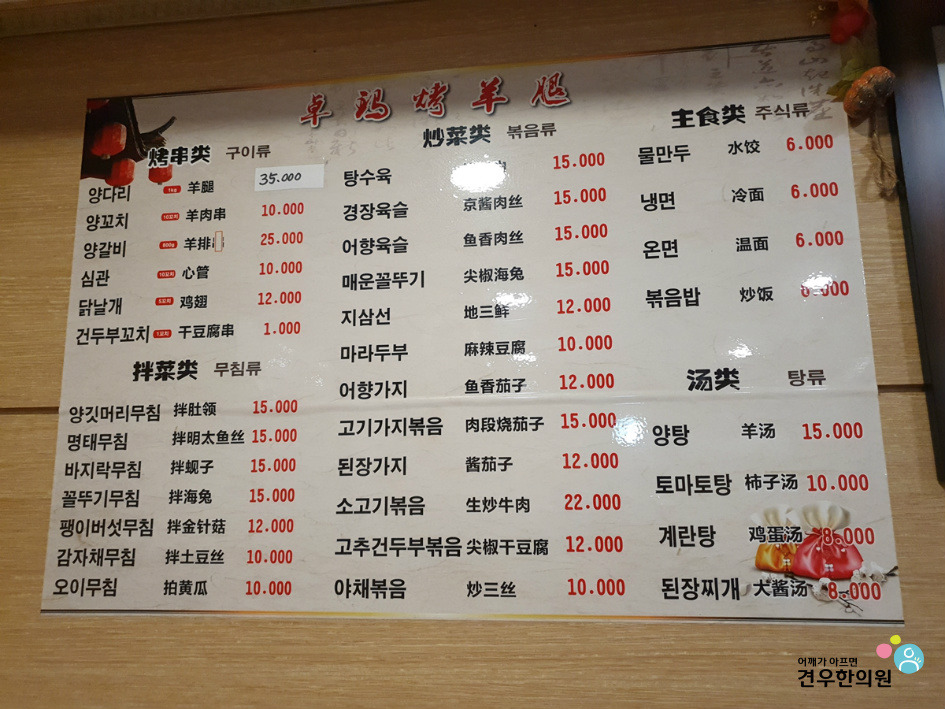 卓玛烤羊腿
烤串类 구이류
양다리 1kg 羊腿 35.000
양꼬치 10꼬치 羊肉串 10.000
양갈비 800g 羊排 25.000
심관 10꼬치 心管 10.000
닭날개 5꼬치 鸡翅 12.000
건두부꼬치 1꼬치 干豆腐串 1.000
拌菜类 무침류
양깃머리무침 拌肚领 15.000
명태무침 拌明太鱼丝 15.000
바지락무침 拌蚬子 15.000
꼴뚜기무침 拌海兔 15.000
팽이버섯무침 拌金针菇 12.000
감자채무침 拌土豆丝 10.000
오이무침 拍黄瓜 10.000
炒菜类 볶음류
탕수육 15.000
경장육슬 京酱肉丝 15.000
어향육슬 鱼香肉丝 15.000
매운꼴뚜기 尖椒海兔 15.000
지삼선 地三鲜 12.000
마라두부 麻辣豆腐 10.000
어향가지 鱼香茄子 12.000
고기가지볶음 肉段烧茄子 15.000
된장가지 酱茄子 12.000
소고기볶음 生炒牛肉 22.000
고추건두부볶음 尖椒干豆腐 12.000
야채볶음 炒三丝 10.000
主食类 주식류
물만두 水饺 6.000
냉면 冷面 6.000
온면 温面 6.000
볶음밥 炒饭
汤类 탕류
양탕 羊汤 15.000
토마토탕 柿子汤 10.000
계란탕 鸡蛋汤 8.000
된장찌개 大酱汤 8.000
어깨가 아프면
견우한의원